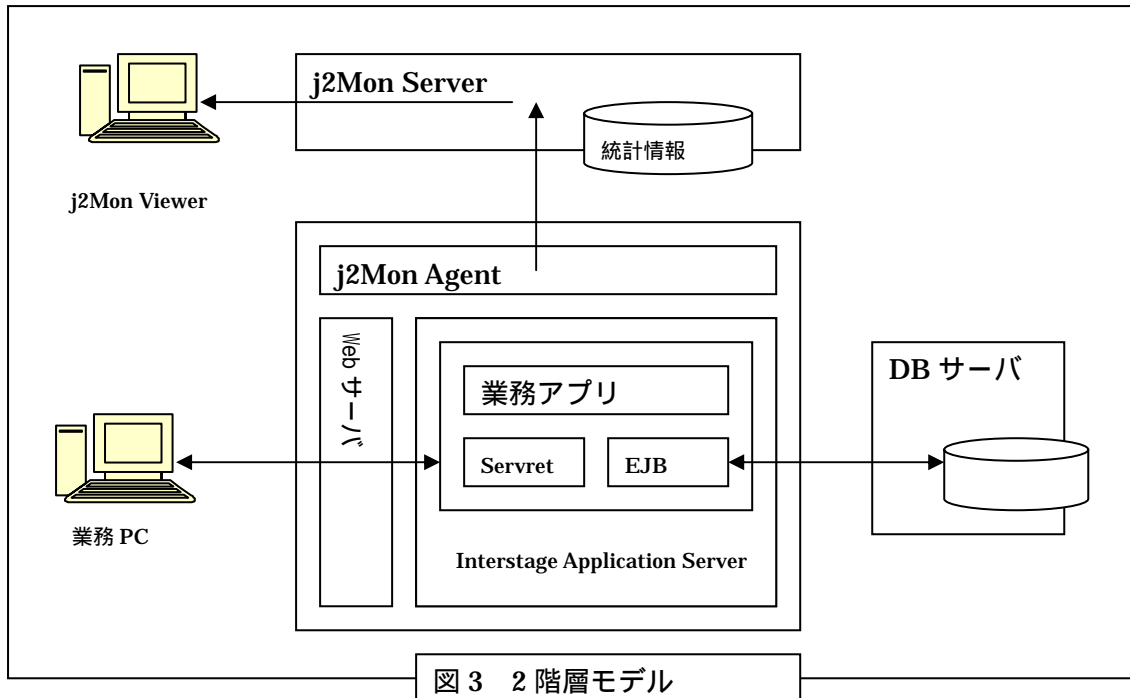 j2Mon Server
統計情報
j2Mon Viewer
j2Mon Agent
Web サーバ
業務アプリ
Servret
EJB
Interstage Application Server
DB サーバ
業務 PC
図 3 2 階層モデル